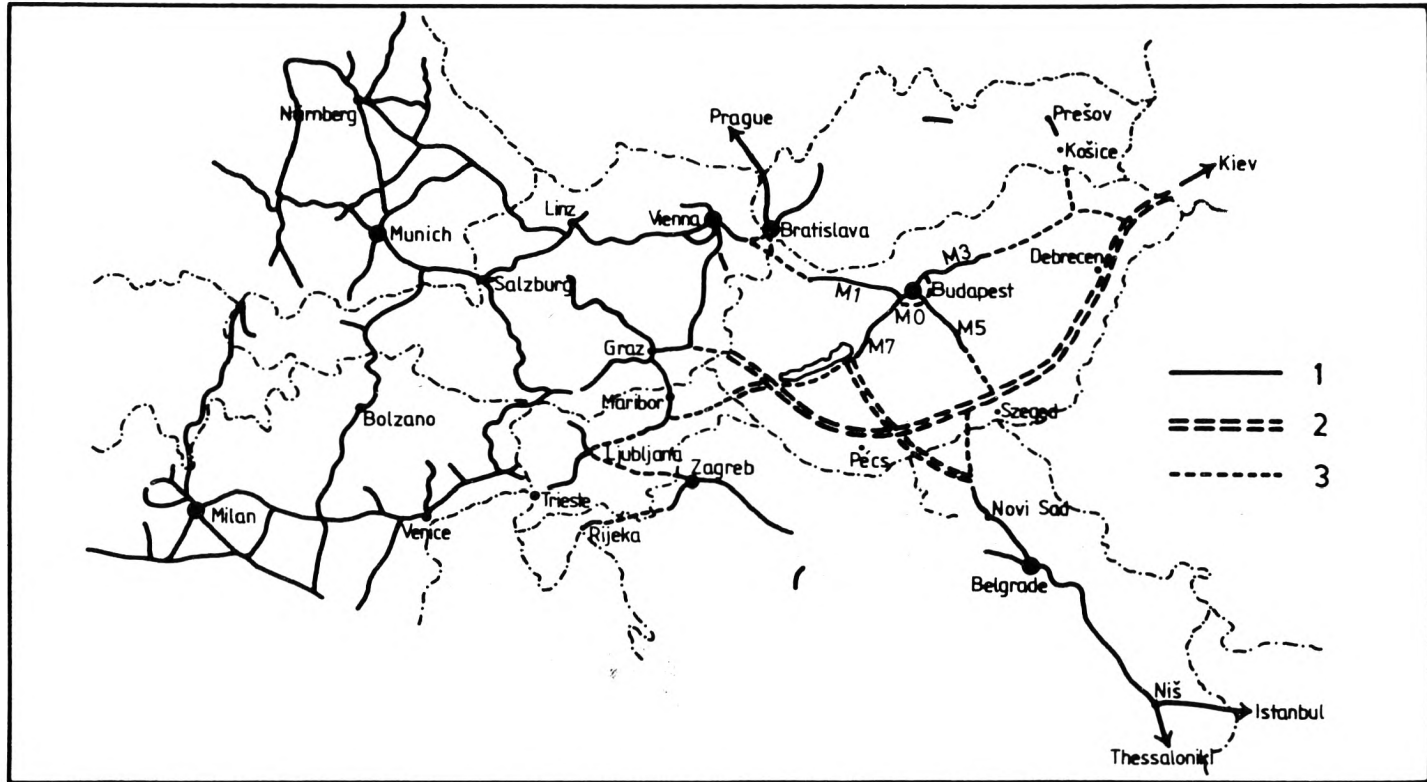 Nürnberg
Prague
Prešov
Košice
Kiev
Linz
Vienna
Bratislava
Munich
Debrecen
M3
Salzburg
M1
Budapest
M0
M5
Graz
M7
1
Maribor
Bolzano
Szeged
2
Ljubljana
Pécs
Zagreb
3
Trieste
Milan
Venice
Rijeka
Novi Sad
Belgrade
Niš
Istanbul
Thessaloniki